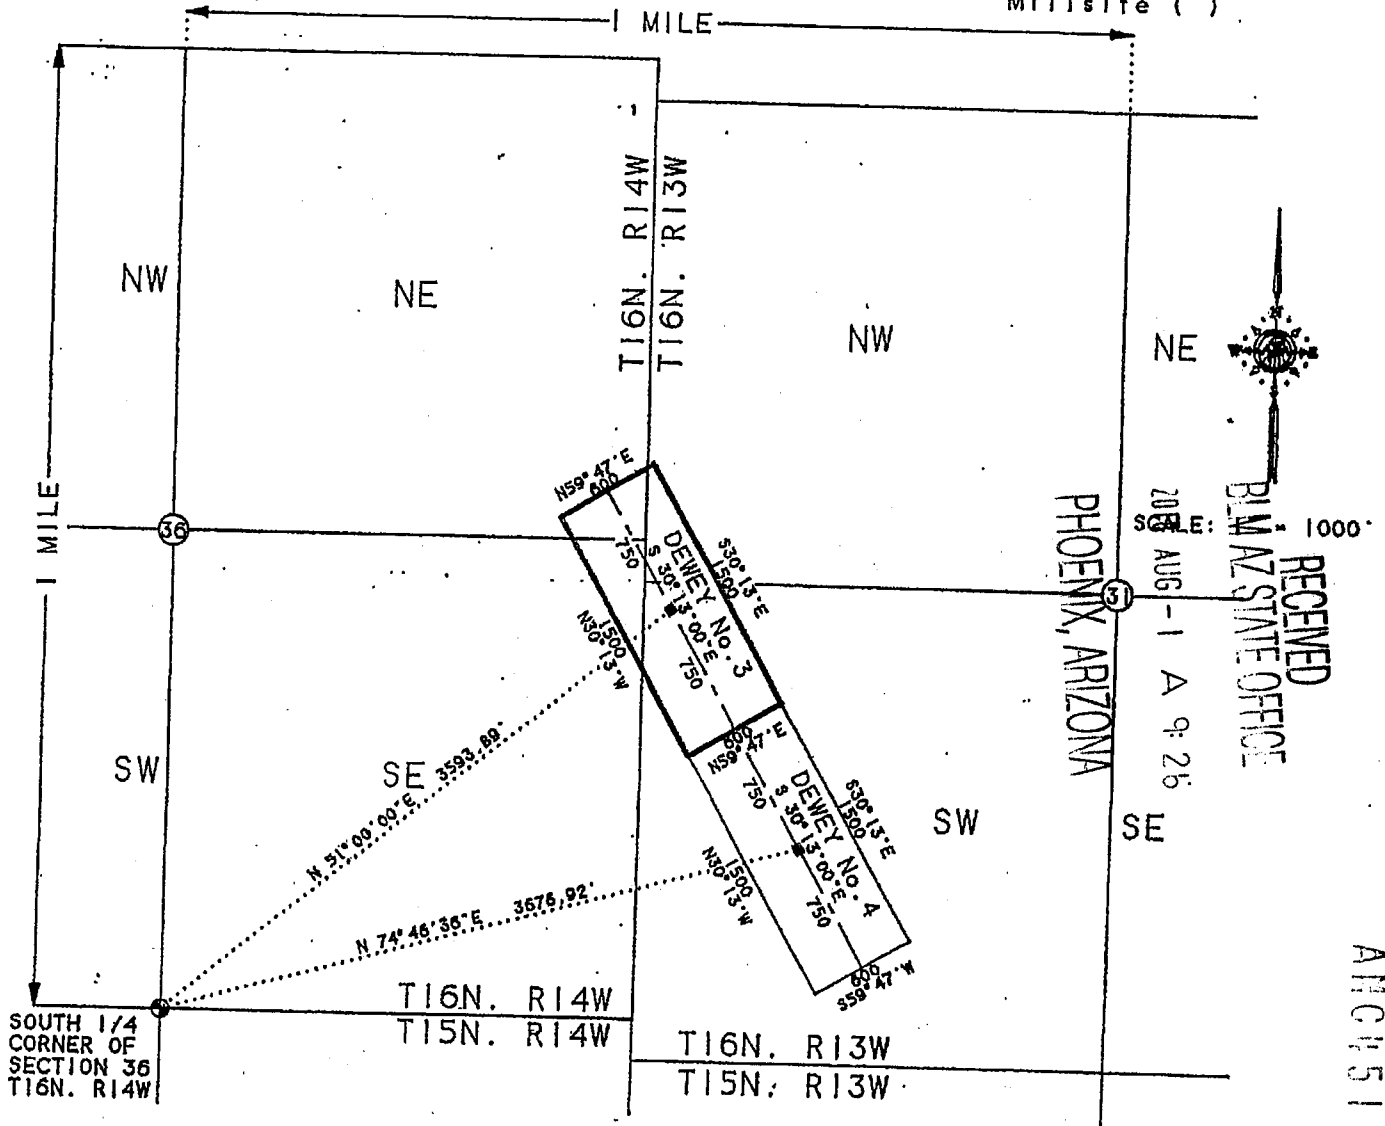 Millsite ( )
1 MILE
T16N. R14W
T16N. R13W
NW
NE
NW
NE
N
W
E
S
1 MILE
36
N59°47'E
600
750
DEWEY No. 3
S 30°13'00"E
750
S30°13'E
1500
1500
N30°13'W
600
N59°47'E
SCALE: = 1000'
31
RECEIVED
BLM AZ STATE OFFICE
AUG -1 A 9:26
PHOENIX, ARIZONA
SW
SE
N 51°00'00"E 3593.89'
750
DEWEY No. 4
S 30°13'00"E
750
S30°13'E
1500
1500
N30°13'W
600
S59°47'W
SW
SE
N 74°46'36"E 3676.92'
T16N. R14W
T15N. R14W
T16N. R13W
T15N. R13W
SOUTH 1/4
CORNER OF
SECTION 36
T16N. R14W